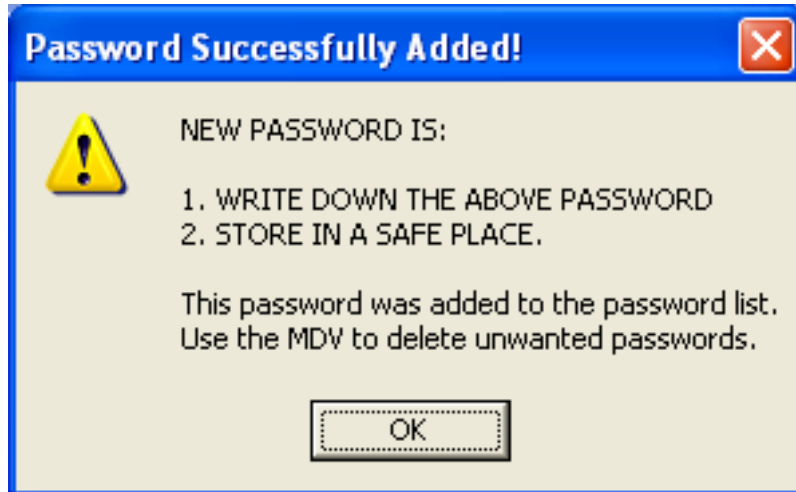 Password Successfully Added!
NEW PASSWORD IS:
1. WRITE DOWN THE ABOVE PASSWORD
2. STORE IN A SAFE PLACE.
This password was added to the password list.
Use the MDV to delete unwanted passwords.
OK